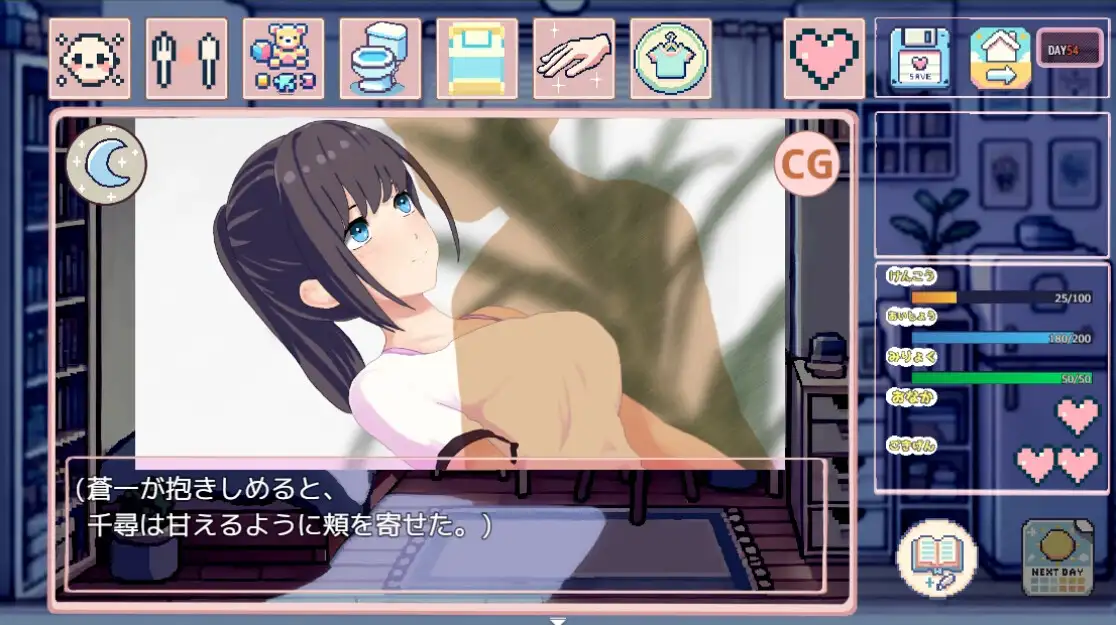 SAVE
DAY54
CG
けんこう
25/100
あいしょう
180/200
みりょく
50/50
おなか
ごきげん
(蒼一が抱きしめると、
千尋は甘えるように頬を寄せた。)
NEXT DAY